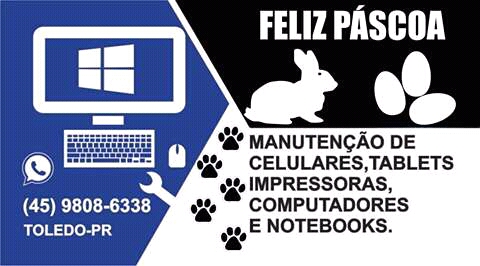 FELIZ PÁSCOA
MANUTENÇÃO DE
CELULARES,TABLETS
IMPRESSORAS,
COMPUTADORES
E NOTEBOOKS.
(45) 9808-6338
TOLEDO-PR